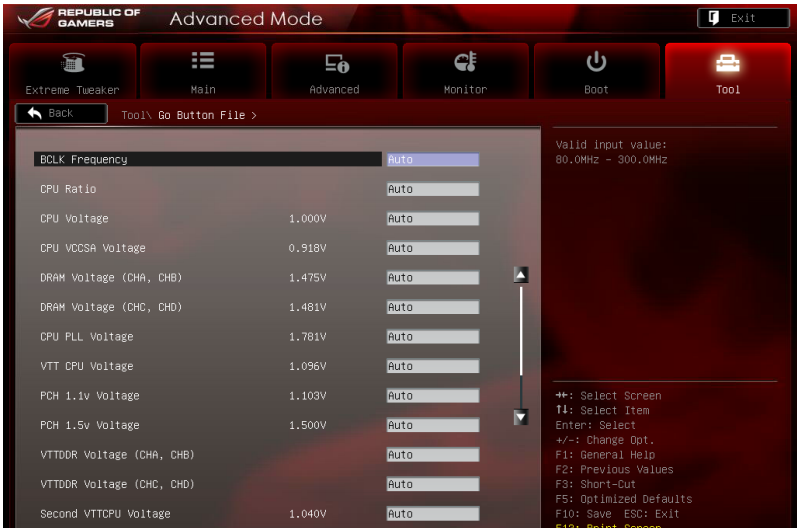 REPUBLIC OF
GAMERS
Advanced Mode
Exit
Extreme Tweaker
Main
Advanced
Monitor
Boot
Tool
Back
Tool\ Go Button File >
BCLK Frequency Auto
CPU Ratio Auto
CPU Voltage 1.000V Auto
CPU VCCSA Voltage 0.918V Auto
DRAM Voltage (CHA, CHB) 1.475V Auto
DRAM Voltage (CHC, CHD) 1.481V Auto
CPU PLL Voltage 1.781V Auto
VTT CPU Voltage 1.096V Auto
PCH 1.1v Voltage 1.103V Auto
PCH 1.5v Voltage 1.500V Auto
VTTDDR Voltage (CHA, CHB) Auto
VTTDDR Voltage (CHC, CHD) Auto
Second VTTCPU Voltage 1.040V Auto
Valid input value:
80.0MHz - 300.0MHz
→←: Select Screen
↑↓: Select Item
Enter: Select
+/-: Change Opt.
F1: General Help
F2: Previous Values
F3: Short-Cut
F5: Optimized Defaults
F10: Save ESC: Exit
F12: Print Screen